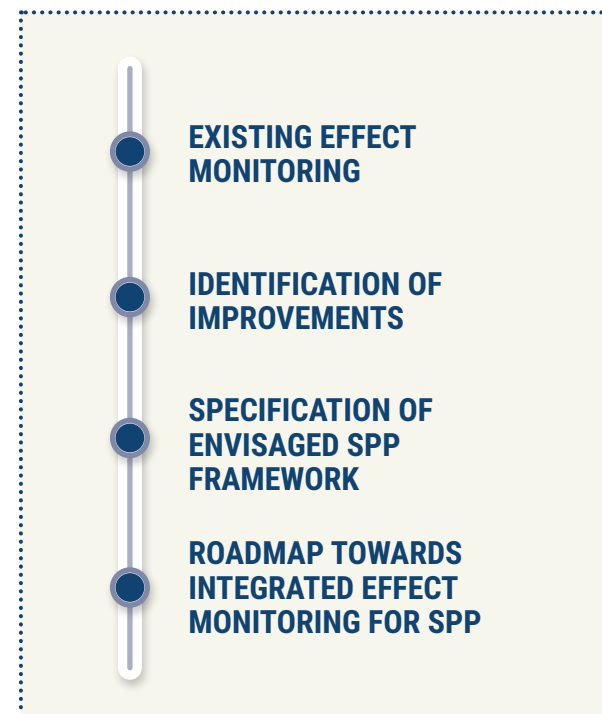 EXISTING EFFECT
MONITORING
IDENTIFICATION OF
IMPROVEMENTS
SPECIFICATION OF
ENVISAGED SPP
FRAMEWORK
ROADMAP TOWARDS
INTEGRATED EFFECT
MONITORING FOR SPP